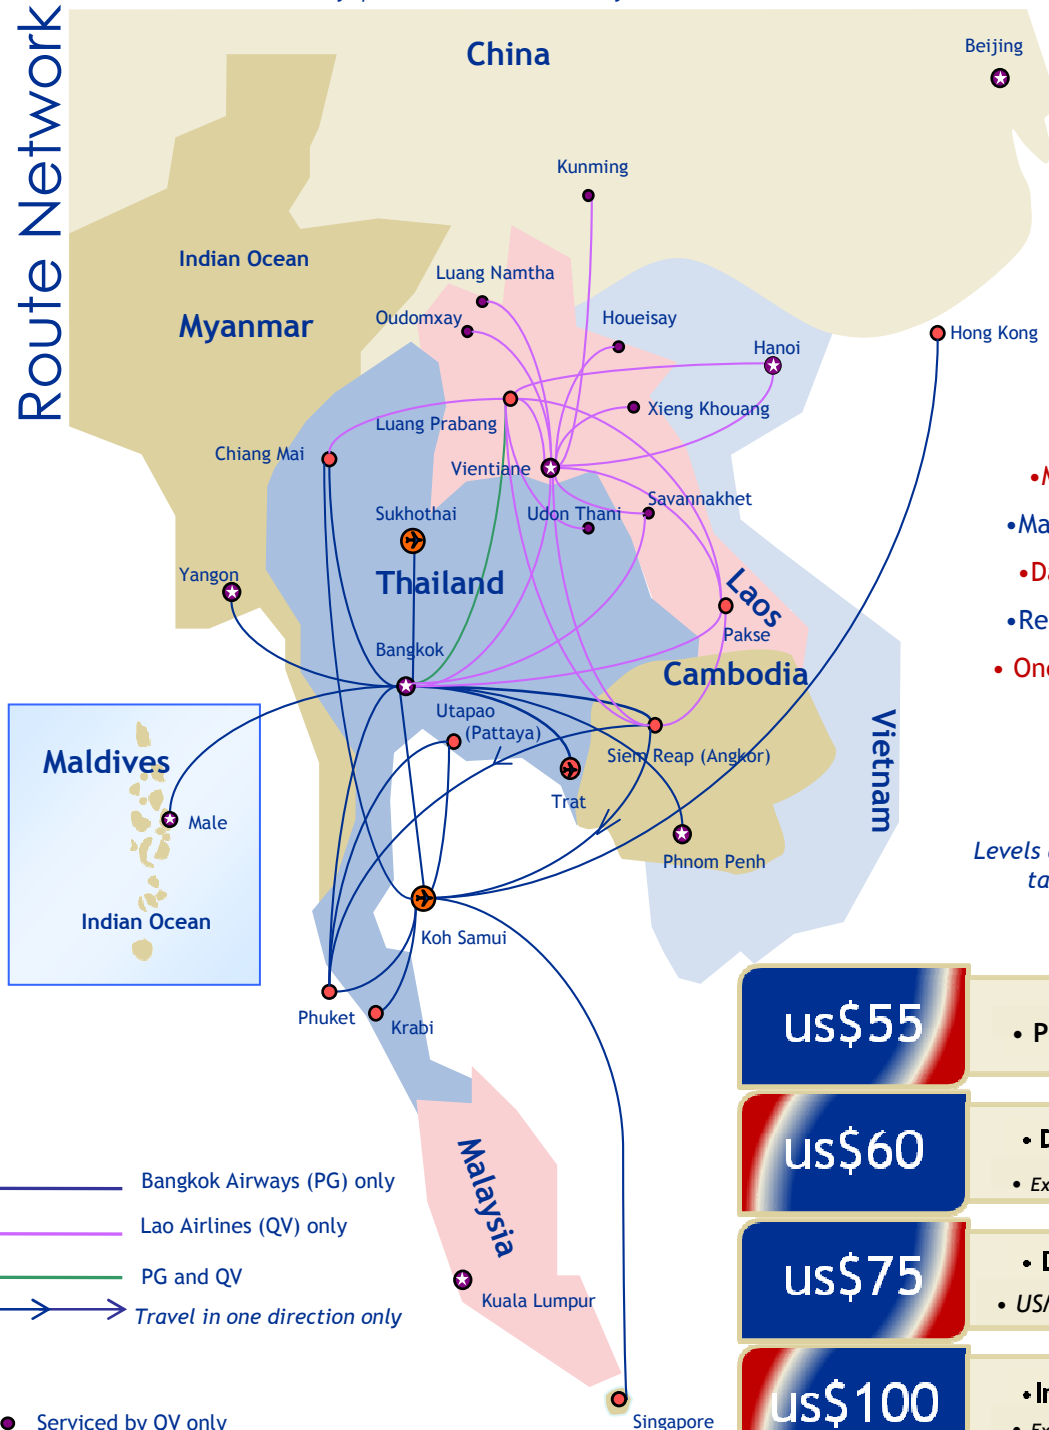 Route Network
China
Beijing
Kunming
Indian Ocean
Luang Namtha
Myanmar
Oudomxay
Houeisay
Hanoi
Hong Kong
Luang Prabang
Xieng Khouang
Chiang Mai
Vientiane
Savannakhet
Sukhothai
Udon Thani
Yangon
Thailand
Laos
Pakse
Bangkok
Cambodia
Utapao
(Pattaya)
Vietnam
Siem Reap (Angkor)
Maldives
Trat
Male
Phnom Penh
Levels
Indian Ocean
Koh Samui
Phuket
Krabi
us$55
• P
us$60
Malaysia
Bangkok Airways (PG) only
Lao Airlines (QV) only
PG and QV
Travel in one direction only
Kuala Lumpur
us$75
• US/
us$100
Singapore
Serviced by QV only